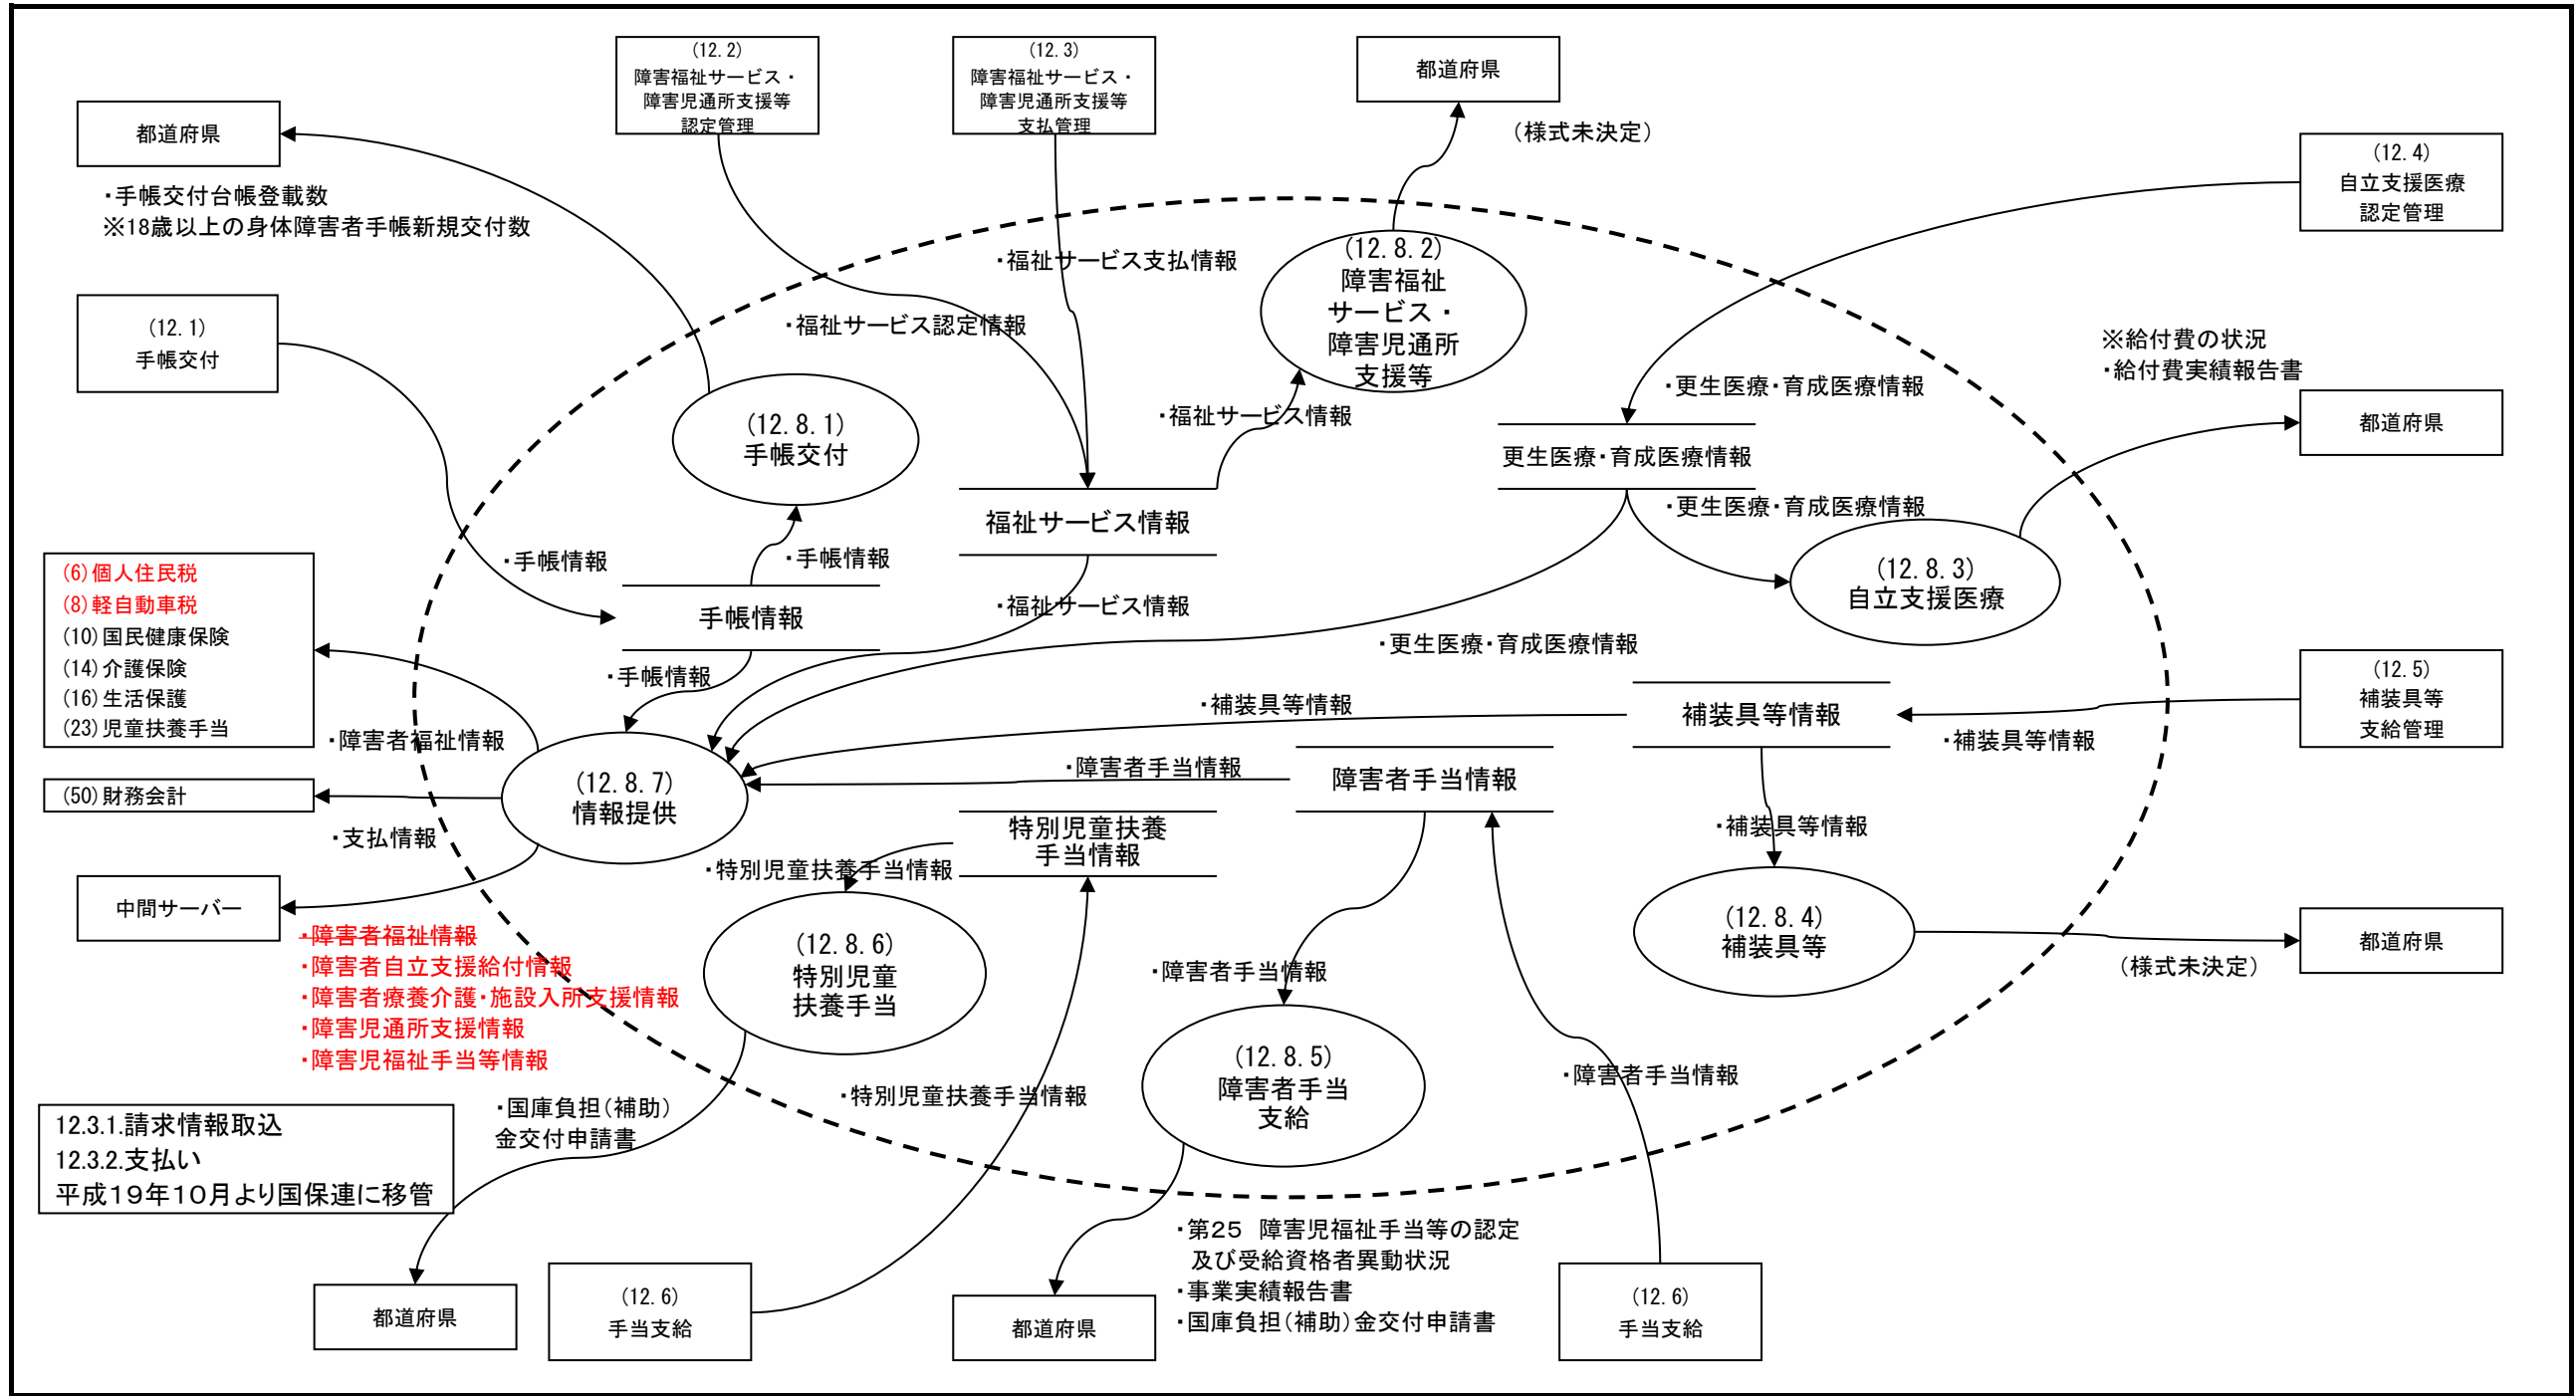 (12.2)
障害福祉サービス・
障害児通所支援等
認定管理
(12.3)
障害福祉サービス・
障害児通所支援等
支払管理
都道府県
(様式未決定)
都道府県
・手帳交付台帳登載数
※18歳以上の身体障害者手帳新規交付数
(12.4)
自立支援医療
認定管理
・福祉サービス支払情報
(12.8.2)
障害福祉
サービス・
障害児通所
支援等
(12.1)
手帳交付
・福祉サービス認定情報
※給付費の状況
・給付費実績報告書
・更生医療・育成医療情報
都道府県
・福祉サービス情報
(12.8.1)
手帳交付
更生医療・育成医療情報
・更生医療・育成医療情報
福祉サービス情報
・手帳情報
・手帳情報
(12.8.3)
自立支援医療
(6)個人住民税
(8)軽自動車税
(10)国民健康保険
(14)介護保険
(16)生活保護
(23)児童扶養手当
手帳情報
・福祉サービス情報
・更生医療・育成医療情報
・手帳情報
(12.5)
補装具等
支給管理
・補装具等情報
補装具等情報
・補装具等情報
・障害者福祉情報
・障害者手当情報
障害者手当情報
(12.8.7)
情報提供
(50)財務会計
・支払情報
特別児童扶養
手当情報
・補装具等情報
・特別児童扶養手当情報
中間サーバー
(12.8.4)
補装具等
都道府県
(様式未決定)
・障害者福祉情報
・障害者自立支援給付情報
・障害者療養介護・施設入所支援情報
・障害児通所支援情報
・障害児福祉手当等情報
(12.8.6)
特別児童
扶養手当
・障害者手当情報
(12.8.5)
障害者手当
支給
・障害者手当情報
・特別児童扶養手当情報
・国庫負担(補助)
金交付申請書
12.3.1.請求情報取込
12.3.2.支払い
平成19年10月より国保連に移管
・第25 障害児福祉手当等の認定
及び受給資格者異動状況
・事業実績報告書
・国庫負担(補助)金交付申請書
都道府県
(12.6)
手当支給
都道府県
(12.6)
手当支給